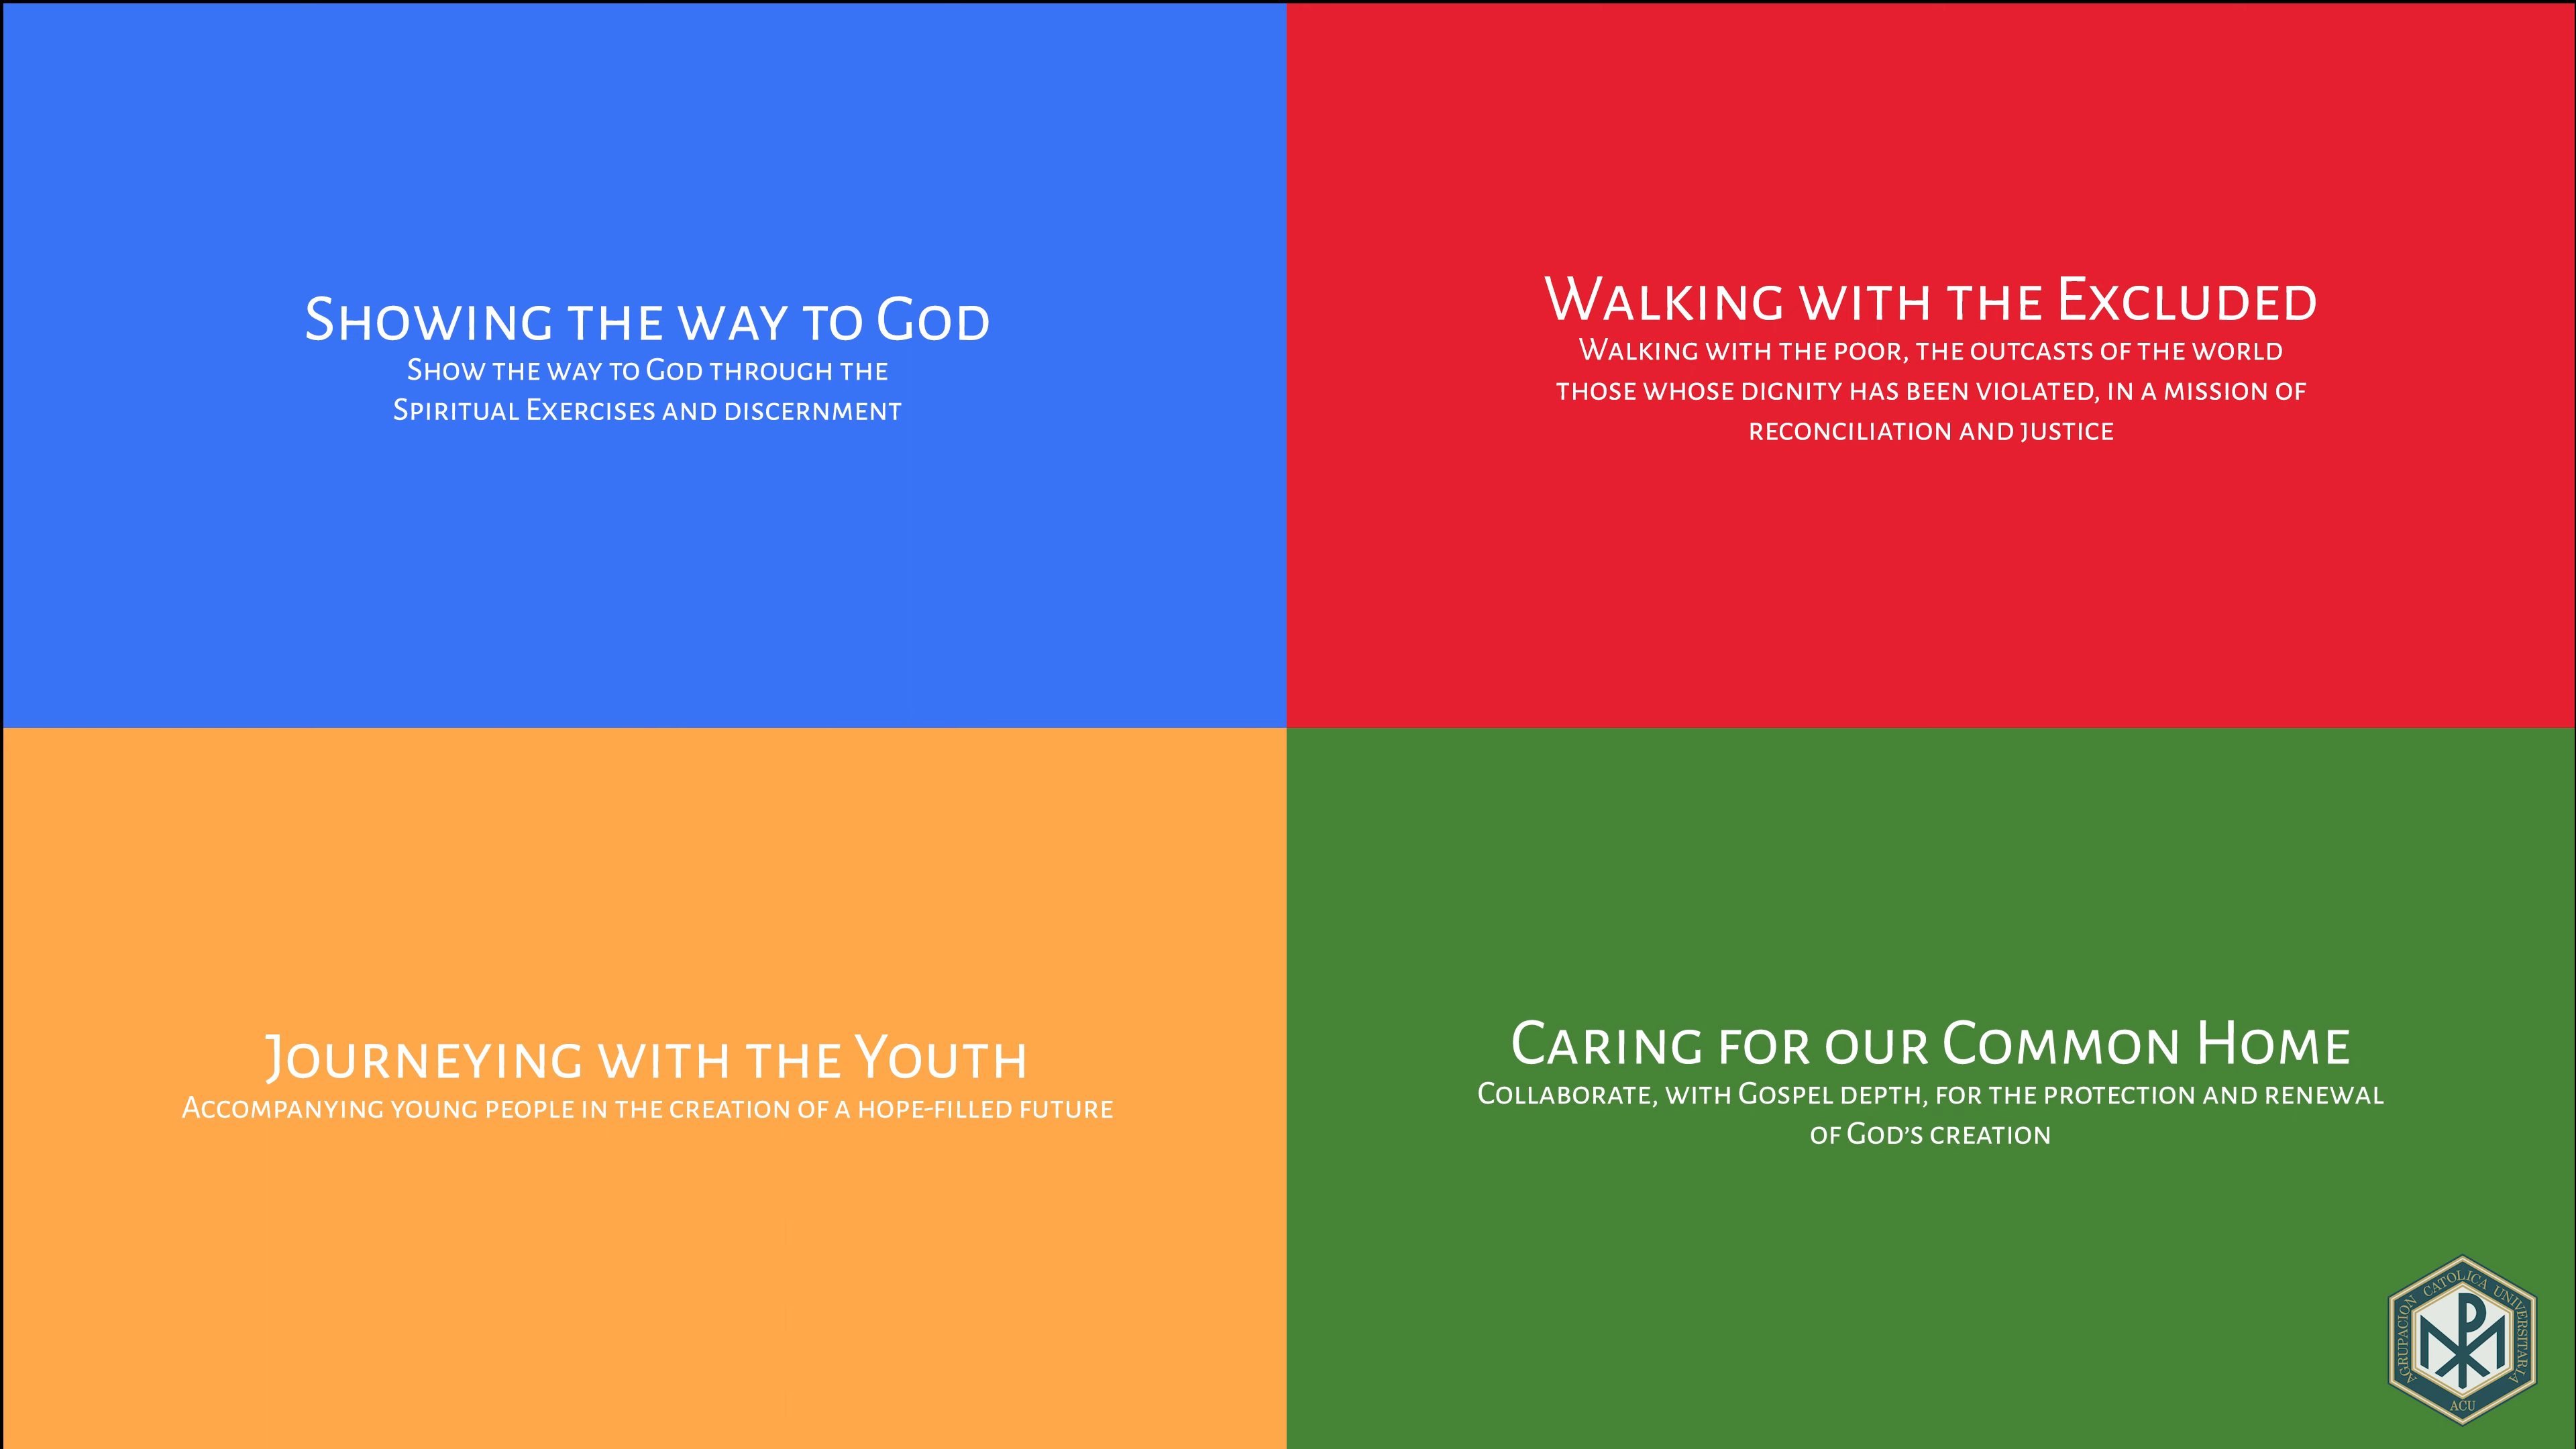 Showing the way to God
Show the way to God through the
Spiritual Exercises and discernment
Walking with the Excluded
Walking with the poor, the outcasts of the world
those whose dignity has been violated, in a mission of
reconciliation and justice
Journeying with the Youth
Accompanying young people in the creation of a hope-filled future
Caring for our Common Home
Collaborate, with Gospel depth, for the protection and renewal
of God’s creation
AGRUPACION CATOLICA UNIVERSITARIA
ACU